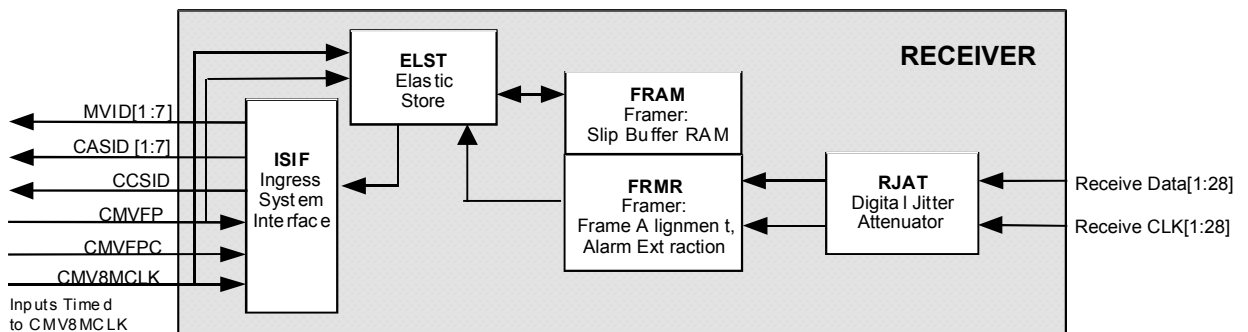 RECEIVER
ELST
Elastic
Store
FRAM
Framer:
Slip Buffer RAM
MVID[1:7]
CASID [1:7]
CCSID
CMVFP
CMVFPC
CMV8MCLK
Inputs Timed
to CMV8MCLK
ISIF
Ingress
System
Interface
FRMR
Framer:
Frame Alignment,
Alarm Extraction
RJAT
Digital Jitter
Attenuator
Receive Data[1:28]
Receive CLK[1:28]